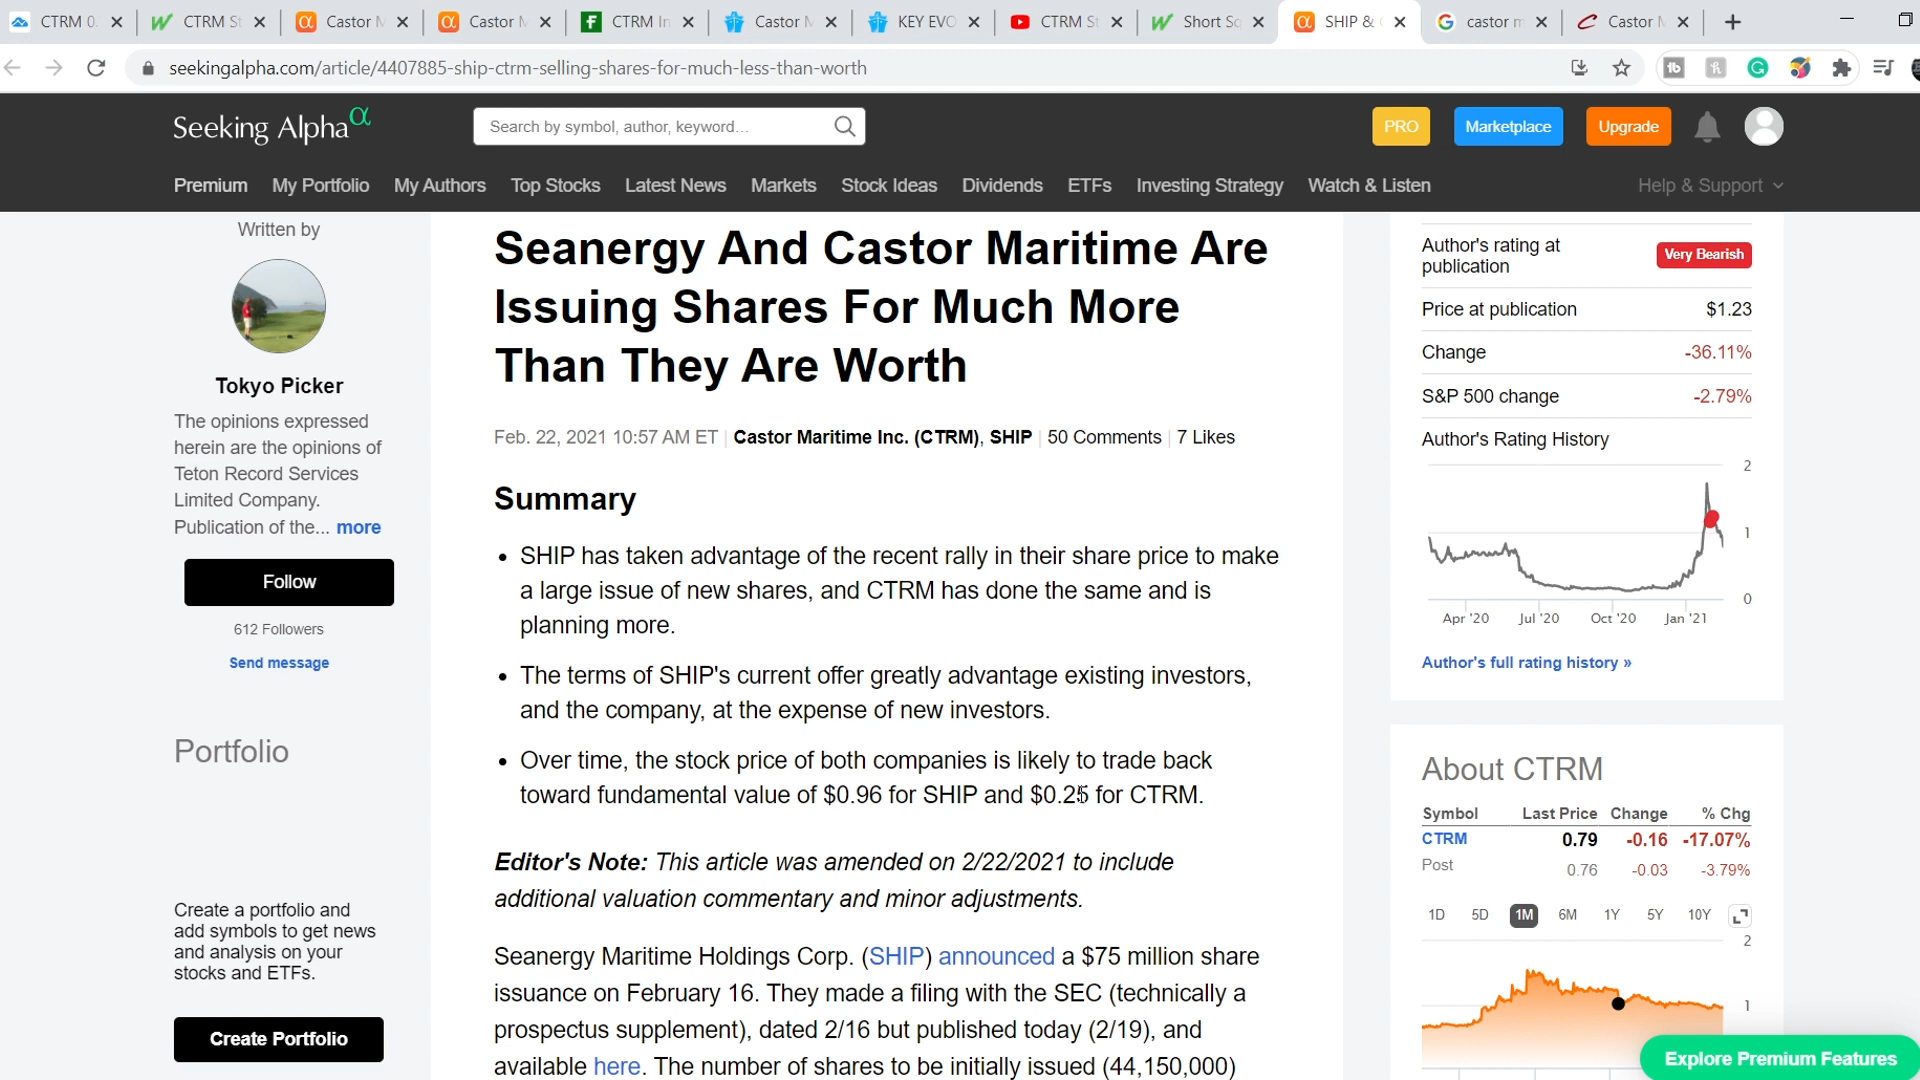 CTRM 0.
CTRM St
Castor M
Castor M
CTRM In
Castor M
KEY EVO
CTRM St
Short Sq
SHIP & C
castor m
Castor M
seekingalpha.com/article/4407885-ship-ctrm-selling-shares-for-much-less-than-worth
Seeking Alpha α
Search by symbol, author, keyword...
PRO
Marketplace
Upgrade
Premium
My Portfolio
My Authors
Top Stocks
Latest News
Markets
Stock Ideas
Dividends
ETFs
Investing Strategy
Watch & Listen
Help & Support
Written by
Tokyo Picker
The opinions expressed
herein are the opinions of
Teton Record Services
Limited Company.
Publication of the... more
Follow
612 Followers
Send message
Portfolio
Create a portfolio and
add symbols to get news
and analysis on your
stocks and ETFs.
Create Portfolio
Seanergy And Castor Maritime Are
Issuing Shares For Much More
Than They Are Worth
Feb. 22, 2021 10:57 AM ET | Castor Maritime Inc. (CTRM), SHIP | 50 Comments | 7 Likes
Summary
• SHIP has taken advantage of the recent rally in their share price to make
a large issue of new shares, and CTRM has done the same and is
planning more.
• The terms of SHIP's current offer greatly advantage existing investors,
and the company, at the expense of new investors.
• Over time, the stock price of both companies is likely to trade back
toward fundamental value of $0.96 for SHIP and $0.25 for CTRM.
Editor's Note: This article was amended on 2/22/2021 to include
additional valuation commentary and minor adjustments.
Seanergy Maritime Holdings Corp. (SHIP) announced a $75 million share
issuance on February 16. They made a filing with the SEC (technically a
prospectus supplement), dated 2/16 but published today (2/19), and
available here. The number of shares to be initially issued (44,150,000)
Author's rating at
publication
Very Bearish
Price at publication $1.23
Change -36.11%
S&P 500 change -2.79%
Author's Rating History
2
1
0
Apr '20 Jul '20 Oct '20 Jan '21
Author's full rating history »
About CTRM
Symbol Last Price Change % Chg
CTRM 0.79 -0.16 -17.07%
Post 0.76 -0.03 -3.79%
1D 5D 1M 6M 1Y 5Y 10Y
2
1
Explore Premium Features